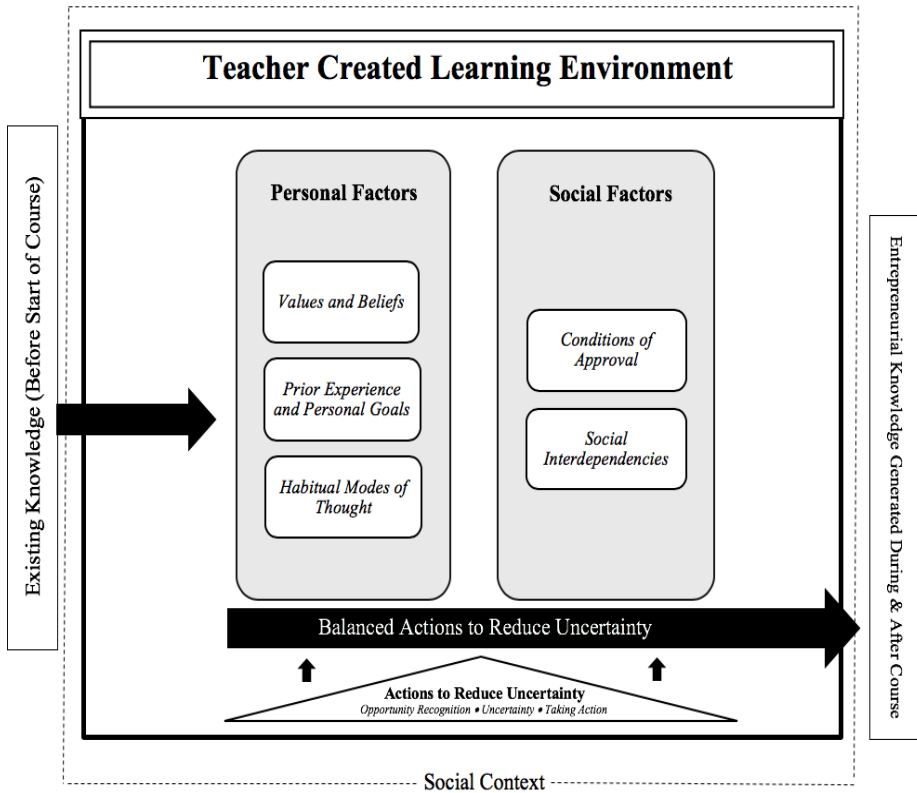 Teacher Created Learning Environment
Existing Knowledge (Before Start of Course)
Personal Factors
Values and Beliefs
Prior Experience
and Personal Goals
Habitual Modes of
Thought
Social Factors
Conditions of
Approval
Social
Interdependencies
Entrepreneurial Knowledge Generated During & After Course
Balanced Actions to Reduce Uncertainty
Actions to Reduce Uncertainty
Opportunity Recognition • Uncertainty • Taking Action
Social Context